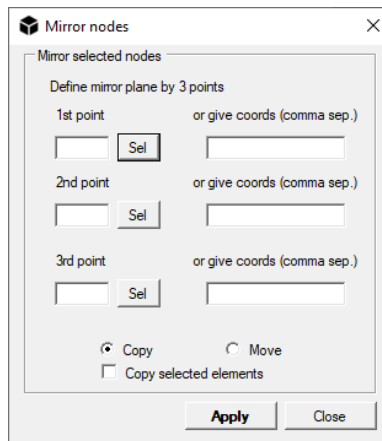 Mirror nodes
Mirror selected nodes
Define mirror plane by 3 points
1st point or give coords (comma sep.)
Sel
2nd point or give coords (comma sep.)
Sel
3rd point or give coords (comma sep.)
Sel
Copy Move
Copy selected elements
Apply Close